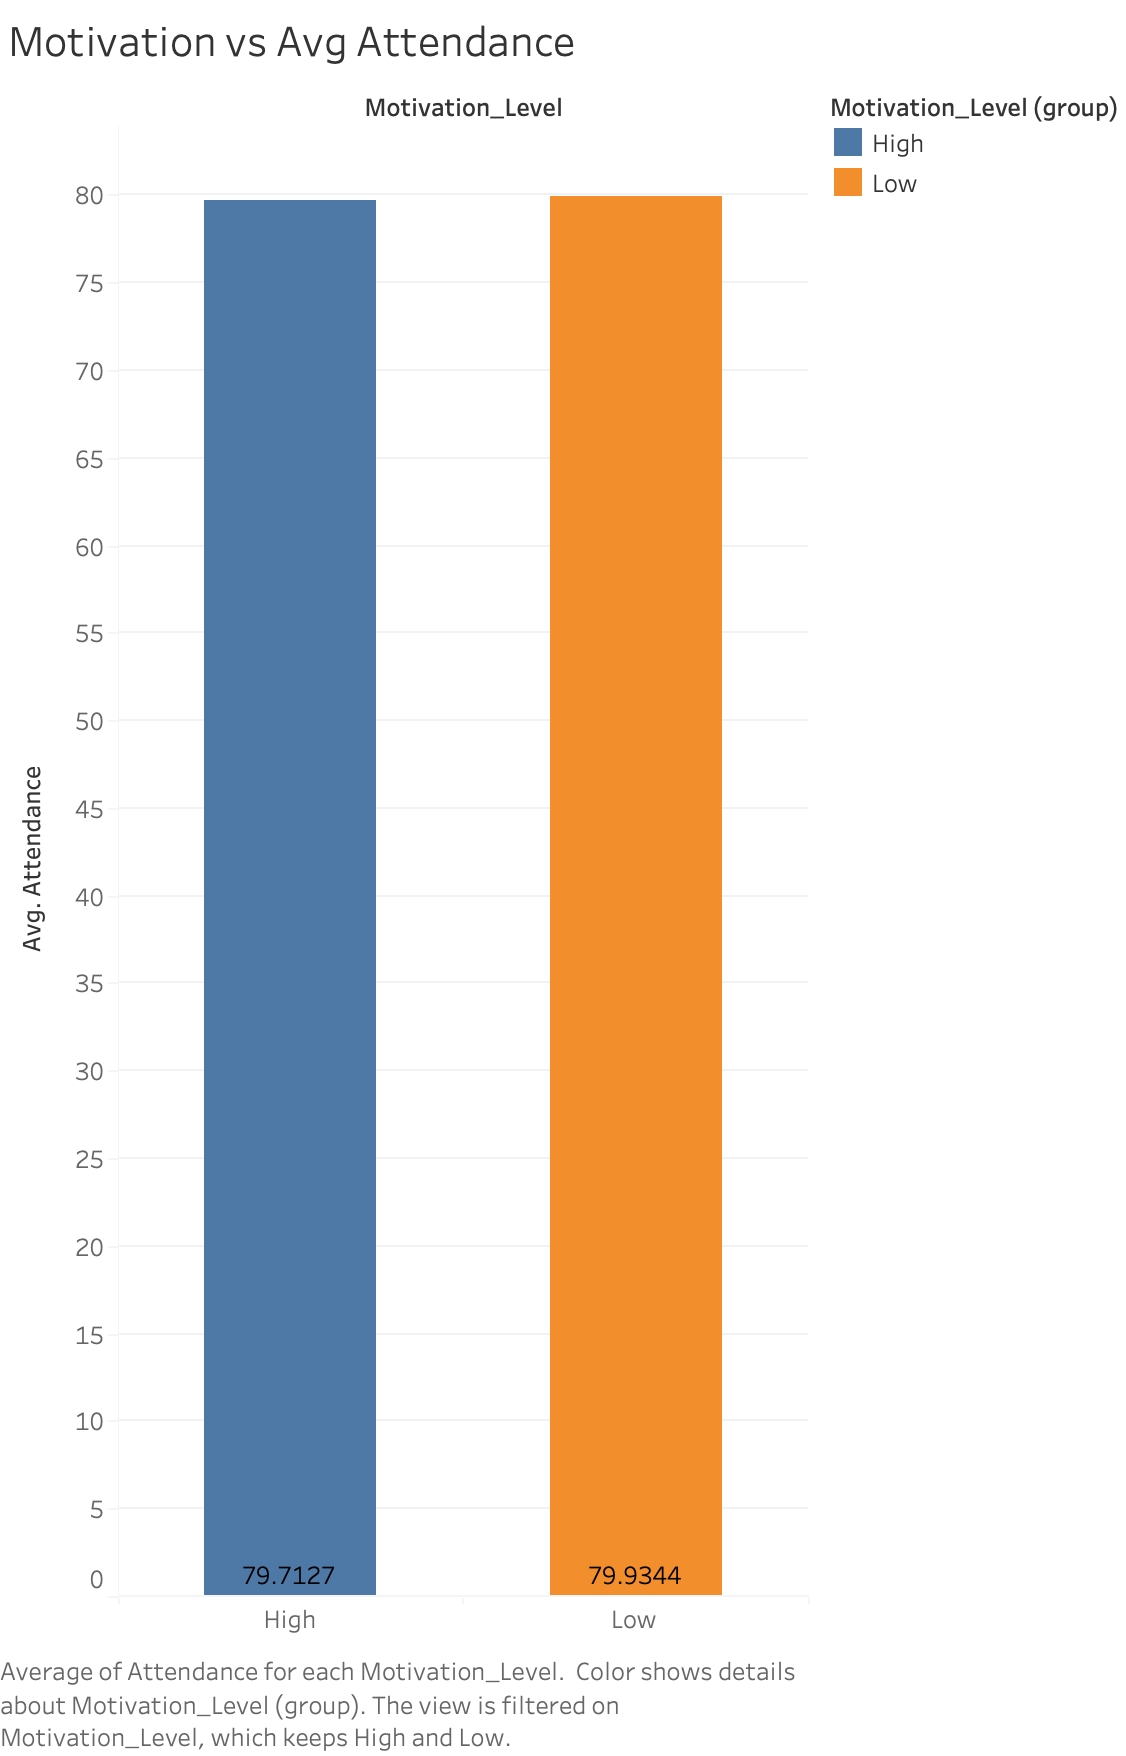 Motivation vs Avg Attendance
Motivation_Level
Motivation_Level (group)
High
Low
80
75
70
65
60
55
50
45
40
35
30
25
20
15
10
5
0
Avg. Attendance
79.7127
79.9344
High
Low
Average of Attendance for each Motivation_Level.  Color shows details
about Motivation_Level (group). The view is filtered on
Motivation_Level, which keeps High and Low.